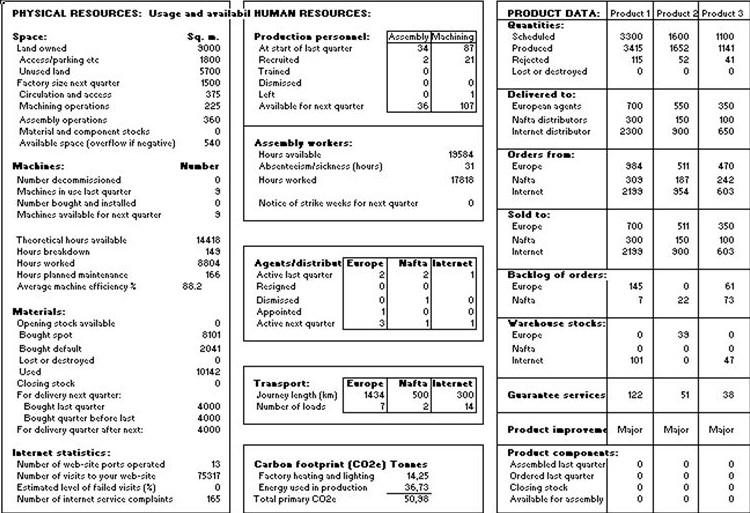 PHYSICAL RESOURCES: Usage and availabil
Space: Sq. m.
Land owned 9000
Access/parking etc 1800
Unused land 5700
Factory size next quarter 1500
Circulation and access 375
Machining operations 225
Assembly operations 360
Material and component stocks 0
Available space (overflow if negative) 540
Machines: Number
Number decommissioned 0
Machines in use last quarter 9
Number bought and installed 0
Machines available for next quarter 9
Theoretical hours available 14418
Hours breakdown 149
Hours worked 8804
Hours planned maintenance 166
Average machine efficiency % 88.2
Materials:
Opening stock available 0
Bought spot 8101
Bought default 2041
Lost or destroyed 0
Used 10142
Closing stock 0
For delivery next quarter:
Bought last quarter 4000
Bought quarter before last 4000
For delivery quarter after next: 4000
Internet statistics:
Number of web-site ports operated 13
Number of visits to your web-site 75317
Estimated level of failed visits (%) 0
Number of internet service complaints 165
HUMAN RESOURCES:
Production personnel: Assembly Machining
At start of last quarter 34 87
Recruited 2 21
Trained 0
Dismissed 0 0
Left 0 1
Available for next quarter 36 107
Assembly workers:
Hours available 19584
Absenteeism/sickness (hours) 31
Hours worked 17818
Notice of strike weeks for next quarter 0
Agents/distribut Europe Nafta Internet
Active last quarter 2 2 1
Resigned 0 0
Dismissed 0 1 0
Appointed 1 0 0
Active next quarter 3 1 1
Transport: Europe Nafta Internet
Journey length (km) 1434 500 300
Number of loads 7 2 14
Carbon footprint (CO2e) Tonnes
Factory heating and lighting 14,25
Energy used in production 36,73
Total primary CO2e 50,98
PRODUCT DATA: Product 1 Product 2 Product 3
Quantities:
Scheduled 3300 1600 1100
Produced 3415 1652 1141
Rejected 115 52 41
Lost or destroyed 0 0 0
Delivered to:
European agents 700 550 350
Nafta distributors 300 150 100
Internet distributor 2300 900 650
Orders from:
Europe 984 511 470
Nafta 309 187 242
Internet 2199 954 603
Sold to:
Europe 700 511 350
Nafta 300 150 100
Internet 2199 900 603
Backlog of orders:
Europe 145 0 61
Nafta 7 22 73
Warehouse stocks:
Europe 0 39 0
Nafta 0 0 0
Internet 101 0 47
Guarantee services 122 51 38
Product improveme Major Major Major
Product components:
Assembled last quarter 0 0 0
Ordered last quarter 0 0 0
Closing stock 0 0 0
Available for assembly 0 0 0